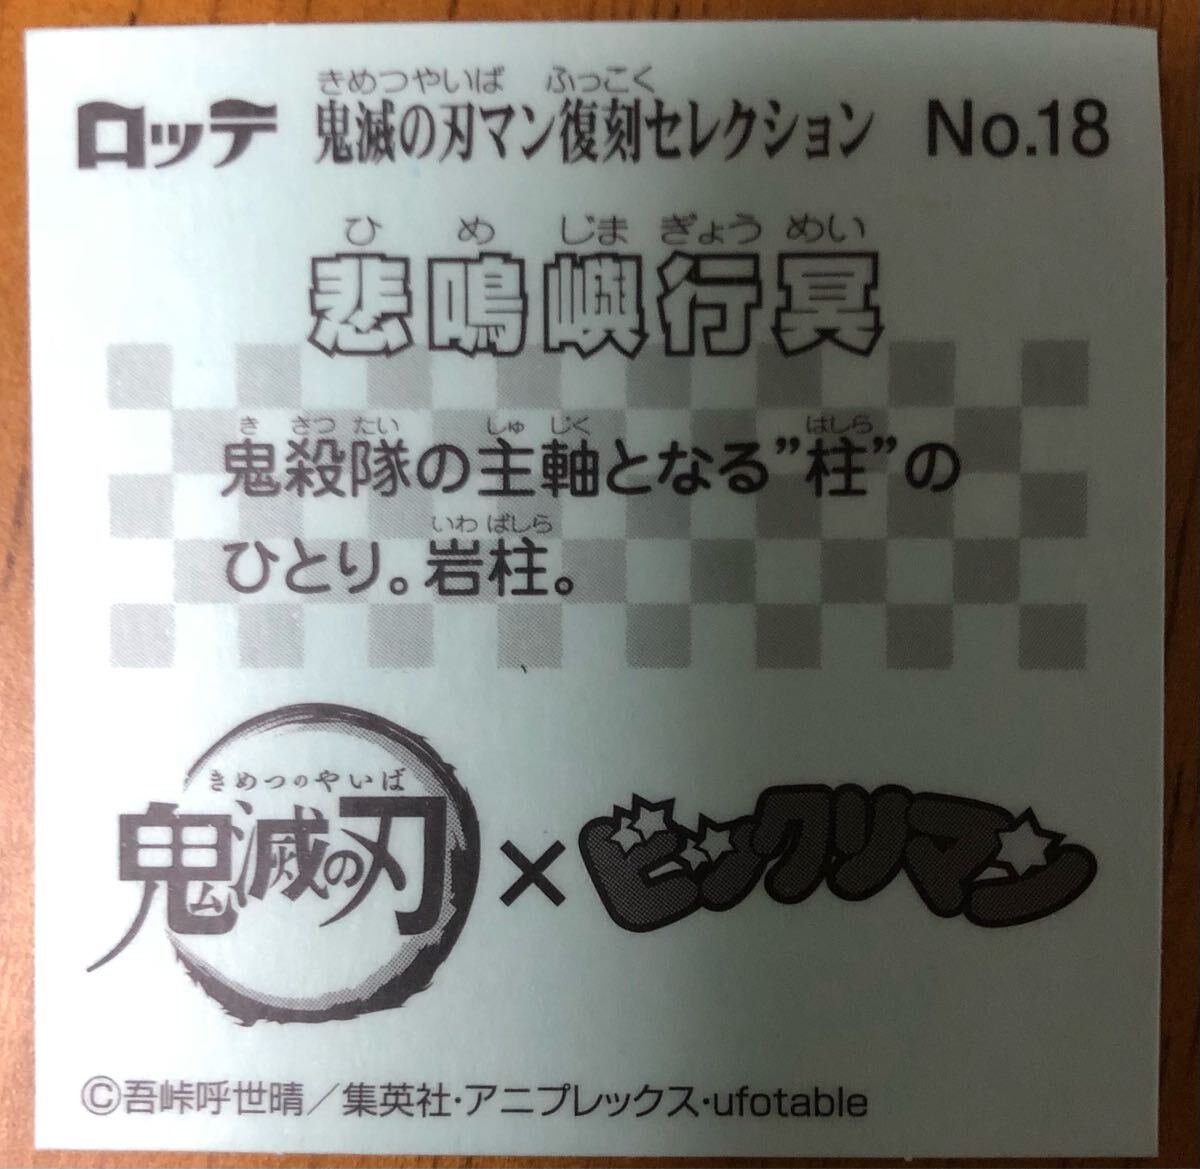 きめつやいば ふっこく
ロッテ 鬼滅の刃マン復刻セレクション No.18
ひ め じま ぎょう めい
悲鳴嶼行冥
き さつ たい しゅ じく はしら
鬼殺隊の主軸となる”柱”の
いわ ばしら
ひとり。岩柱。
きめつのやいば
鬼滅の刃×ビックリマン
©吾峠呼世晴／集英社・アニプレックス・ufotable